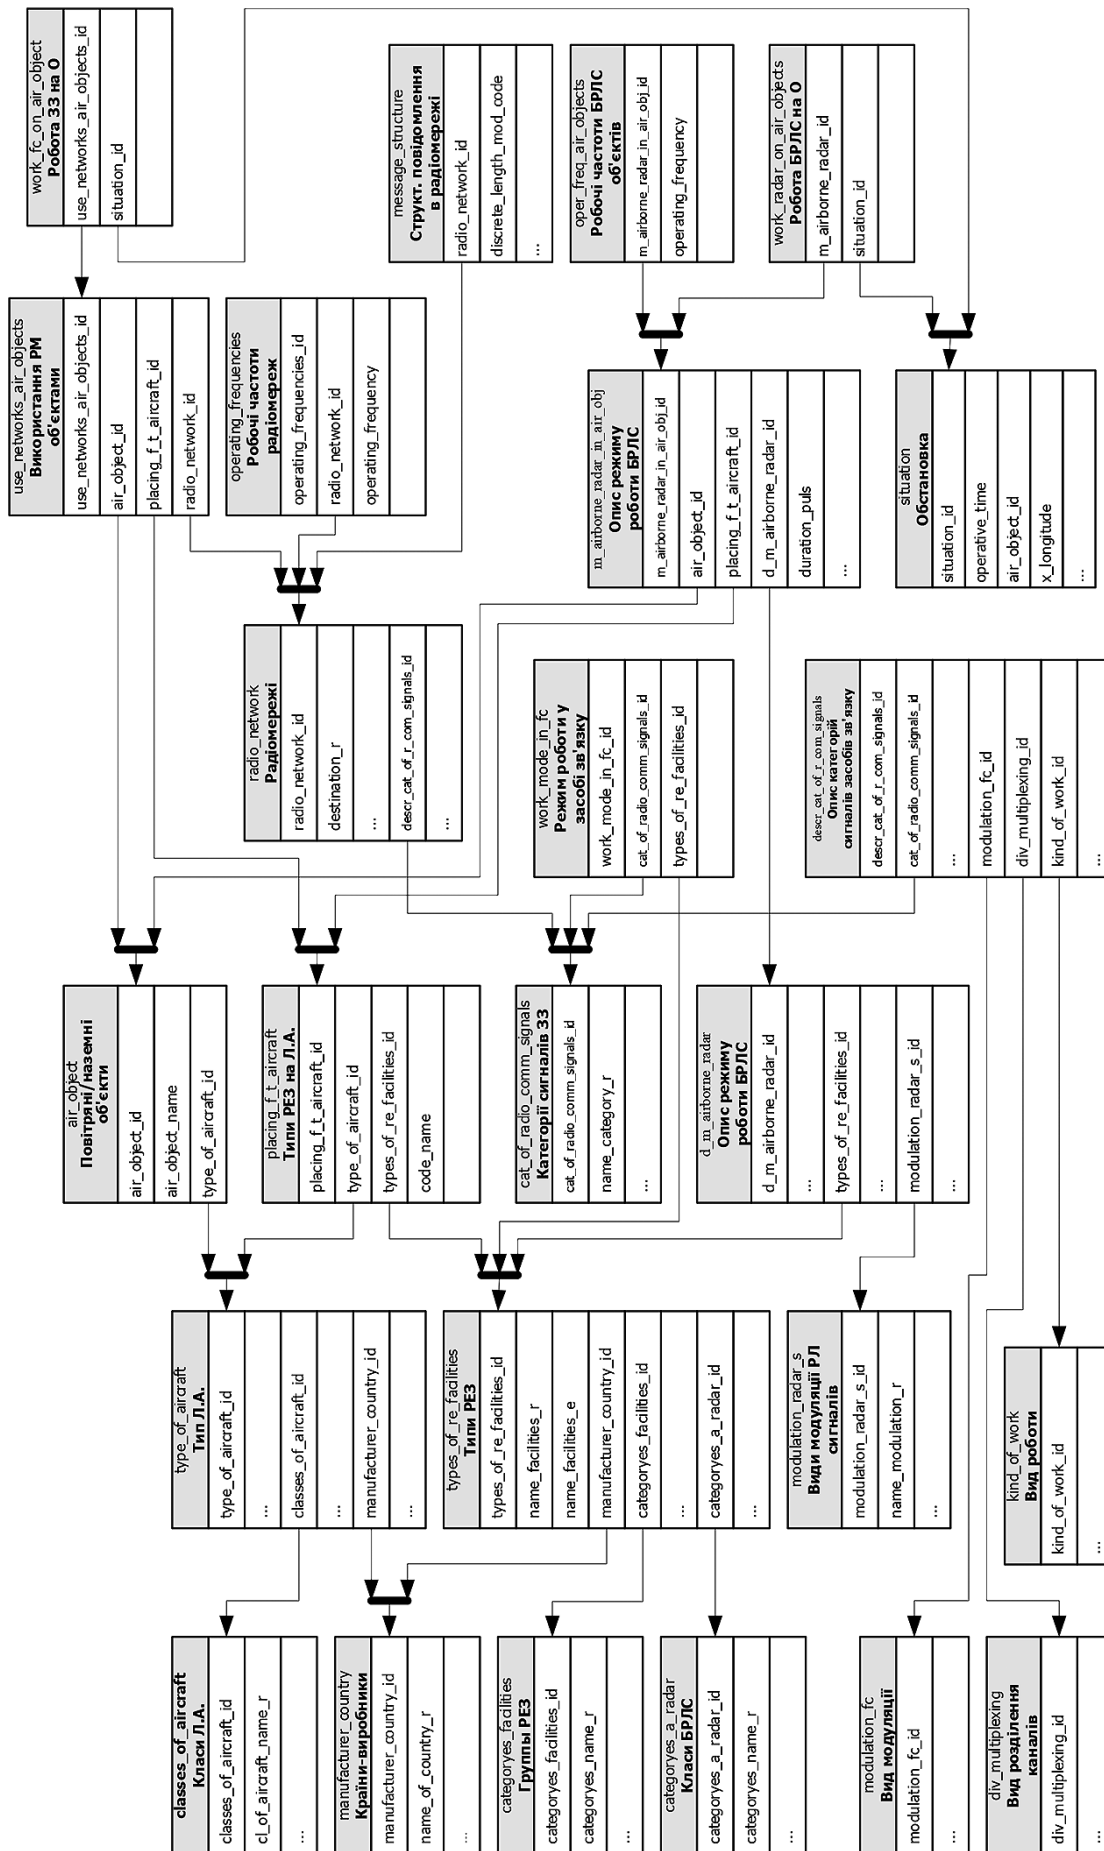 classes_of_aircraft
Класи Л.А.
classes_of_aircraft_id
cl_of_aircraft_name_r
...
manufacturer_country
Країни-виробники
manufacturer_country_id
name_of_country_r
...
categoryes_facilities
Группы РЕЗ
categoryes_facilities_id
categoryes_name_r
...
categoryes_a_radar
Класи БРЛС
categoryes_a_radar_id
categoryes_name_r
...
modulation_fc
Вид модуляції
modulation_fc_id
...
div_multiplexing
Вид розділення
каналів
div_multiplexing_id
...
type_of_aircraft
Тип Л.А.
type_of_aircraft_id
...
classes_of_aircraft_id
...
manufacturer_country_id
...
types_of_re_facilities
Типи РЕЗ
types_of_re_facilities_id
name_facilities_r
name_facilities_e
manufacturer_country_id
categoryes_facilities_id
...
categoryes_a_radar_id
...
modulation_radar_s
Види модуляції РЛ
сигналів
modulation_radar_s_id
name_modulation_r
...
kind_of_work
Вид роботи
kind_of_work_id
...
air_object
Повітряні/наземні
об'єкти
air_object_id
air_object_name
type_of_aircraft_id
placing_f_t_aircraft
Типи РЕЗ на Л.А.
placing_f_t_aircraft_id
type_of_aircraft_id
types_of_re_facilities_id
code_name
cat_of_radio_comm_signals
Категорії сигналів ЗЗ
cat_of_radio_comm_signals_id
name_category_r
...
d_m_airborne_radar
Опис режиму
роботи БРЛС
d_m_airborne_radar_id
...
types_of_re_facilities_id
...
modulation_radar_s_id
...
radio_network
Радіомережі
radio_network_id
destination_r
...
descr_cat_of_r_com_signals_id
...
work_mode_in_fc
Режим роботи у
засобі зв'язку
work_mode_in_fc_id
cat_of_radio_comm_signals_id
types_of_re_facilities_id
descr_cat_of_r_com_signals
Опис категорій
сигналів засобів зв'язку
descr_cat_of_r_com_signals_id
cat_of_radio_comm_signals_id
...
modulation_fc_id
div_multiplexing_id
kind_of_work_id
...
use_networks_air_objects
Використання РМ
об'єктами
use_networks_air_objects_id
air_object_id
placing_f_t_aircraft_id
radio_network_id
operating_frequencies
Робочі частоти
радіомереж
operating_frequencies_id
radio_network_id
operating_frequency
m_airborne_radar_in_air_obj
Опис режиму
роботи БРЛС
m_airborne_radar_in_air_obj_id
air_object_id
placing_f_t_aircraft_id
d_m_airborne_radar_id
duration_puls
...
situation
Обстановка
situation_id
operative_time
air_object_id
x_longitude
...
work_fc_on_air_object
Робота ЗЗ на О
use_networks_air_objects_id
situation_id
message_structure
Структ. повідомлення
в радіомережі
radio_network_id
discrete_length_mod_code
...
oper_freq_air_objects
Робочі частоти БРЛС
об'єктів
m_airborne_radar_in_air_obj_id
operating_frequency
work_radar_on_air_objects
Робота БРЛС на О
m_airborne_radar_id
situation_id